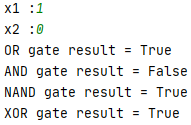 x1 :1
x2 :0
OR gate result = True
AND gate result = False
NAND gate result = True
XOR gate result = True